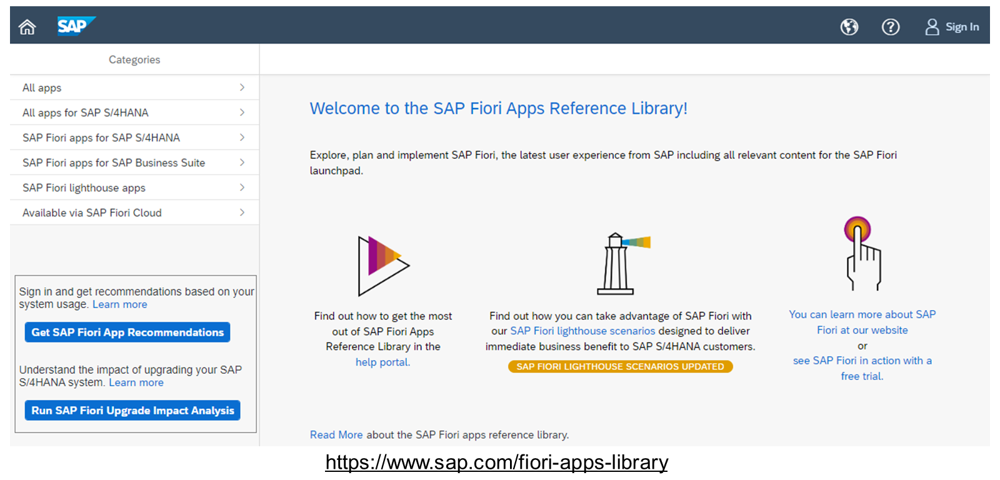 SAP
Sign In
Categories
All apps
All apps for SAP S/4HANA
SAP Fiori apps for SAP S/4HANA
SAP Fiori apps for SAP Business Suite
SAP Fiori lighthouse apps
Available via SAP Fiori Cloud
Sign in and get recommendations based on your
system usage. Learn more
Get SAP Fiori App Recommendations
Understand the impact of upgrading your SAP
S/4HANA system. Learn more
Run SAP Fiori Upgrade Impact Analysis
Welcome to the SAP Fiori Apps Reference Library!
Explore, plan and implement SAP Fiori, the latest user experience from SAP including all relevant content for the SAP Fiori
launchpad.
Find out how to get the most
out of SAP Fiori Apps
Reference Library in the
help portal.
Find out how you can take advantage of SAP Fiori with
our SAP Fiori lighthouse scenarios designed to deliver
immediate business benefit to SAP S/4HANA customers.
SAP FIORI LIGHTHOUSE SCENARIOS UPDATED
You can learn more about SAP
Fiori at our website
or
see SAP Fiori in action with a
free trial.
Read More about the SAP Fiori apps reference library.
https://www.sap.com/fiori-apps-library